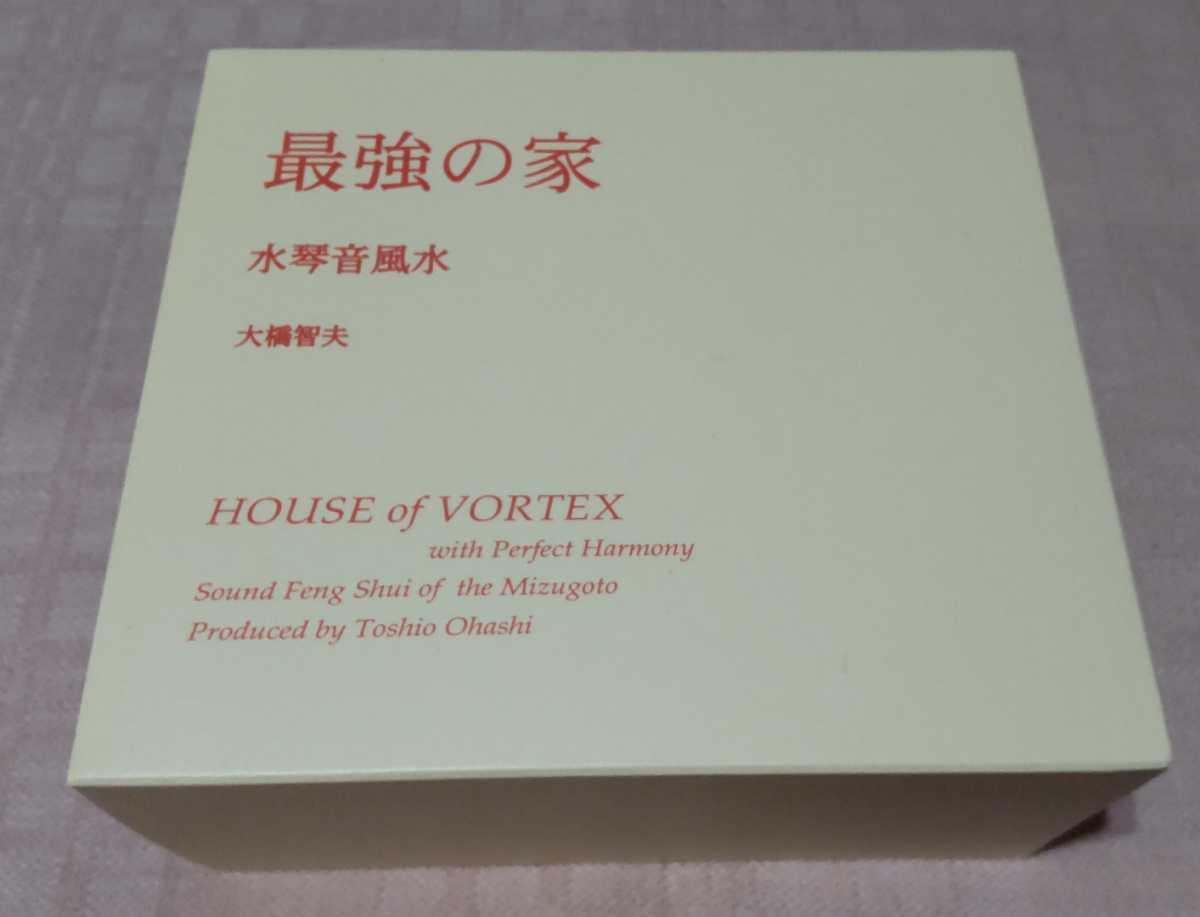 最強の家
水琴音風水
大橋智夫
HOUSE of VORTEX
with Perfect Harmony
Sound Feng Shui of the Mizugoto
Produced by Toshio Ohashi